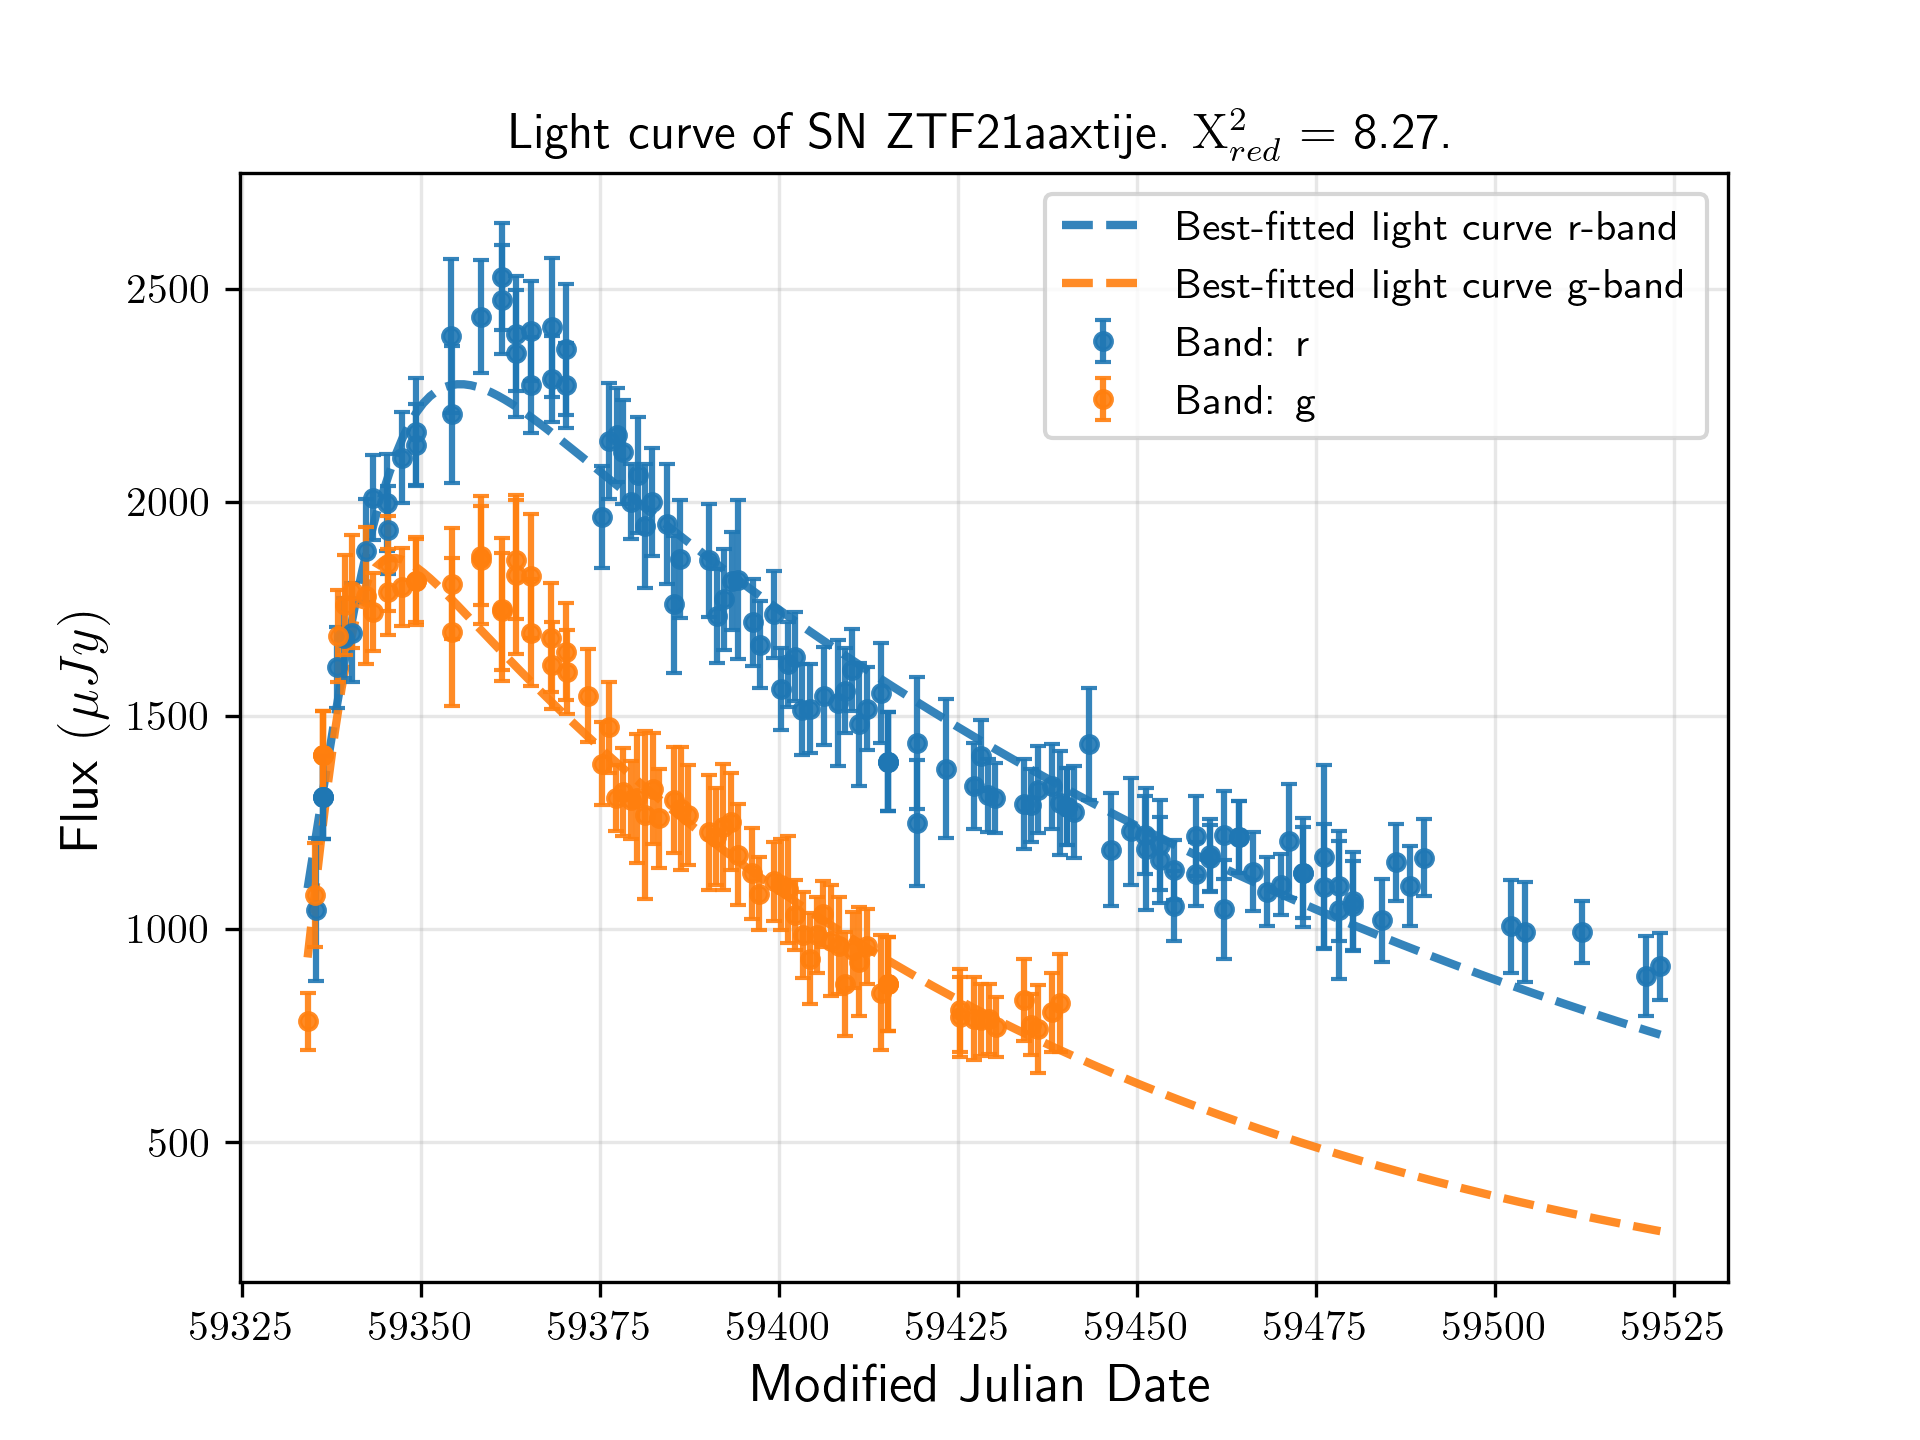 Light curve of SN ZTF21aaxtije. X²red = 8.27.
Best-fitted light curve r-band
Best-fitted light curve g-band
Band: r
Band: g
Flux (μJy)
2500
2000
1500
1000
500
59325 59350 59375 59400 59425 59450 59475 59500 59525
Modified Julian Date